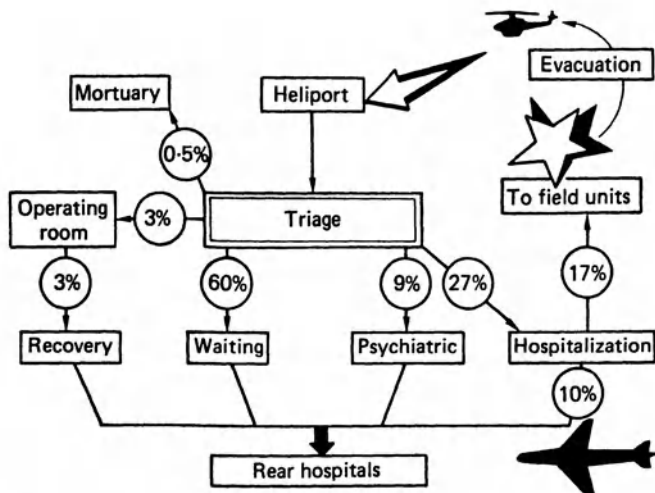 Evacuation
Mortuary
Heliport
0·5%
To field units
Operating
room
3%
Triage
3%
60%
9%
27%
17%
Recovery
Waiting
Psychiatric
Hospitalization
10%
Rear hospitals